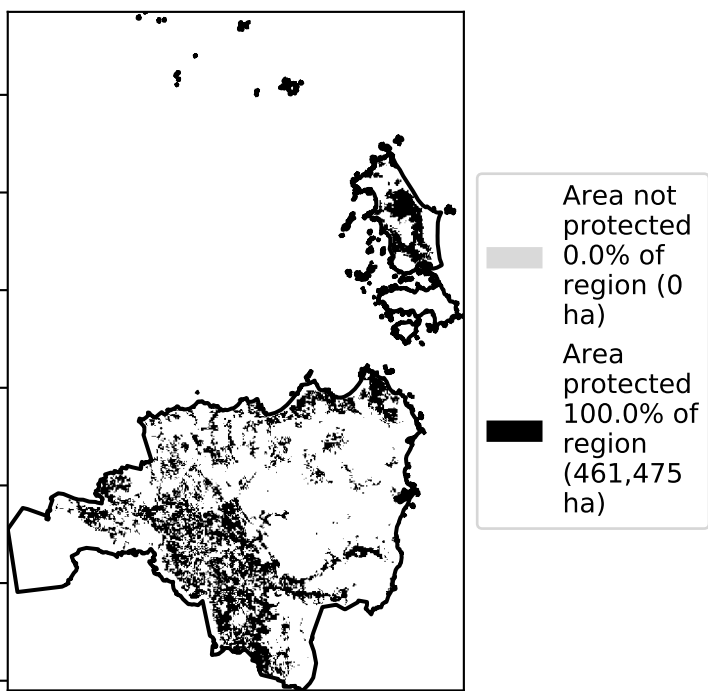 Area not
protected
0.0% of
region (0
ha)
Area
protected
100.0% of
region
(461,475
ha)